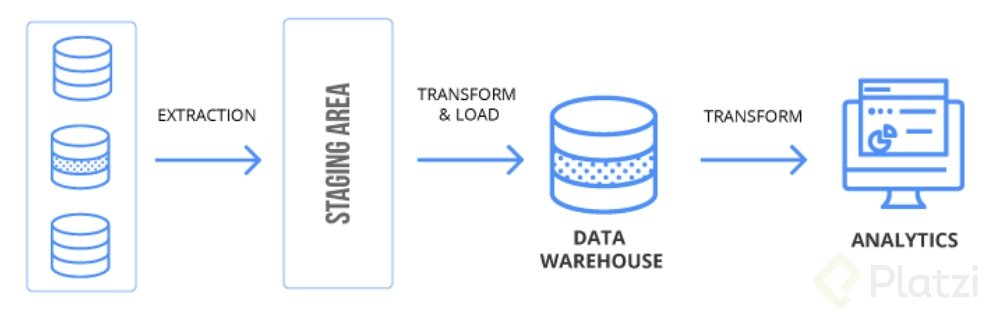 EXTRACTION
STAGING AREA
TRANSFORM
& LOAD
DATA
WAREHOUSE
TRANSFORM
ANALYTICS
Platzi